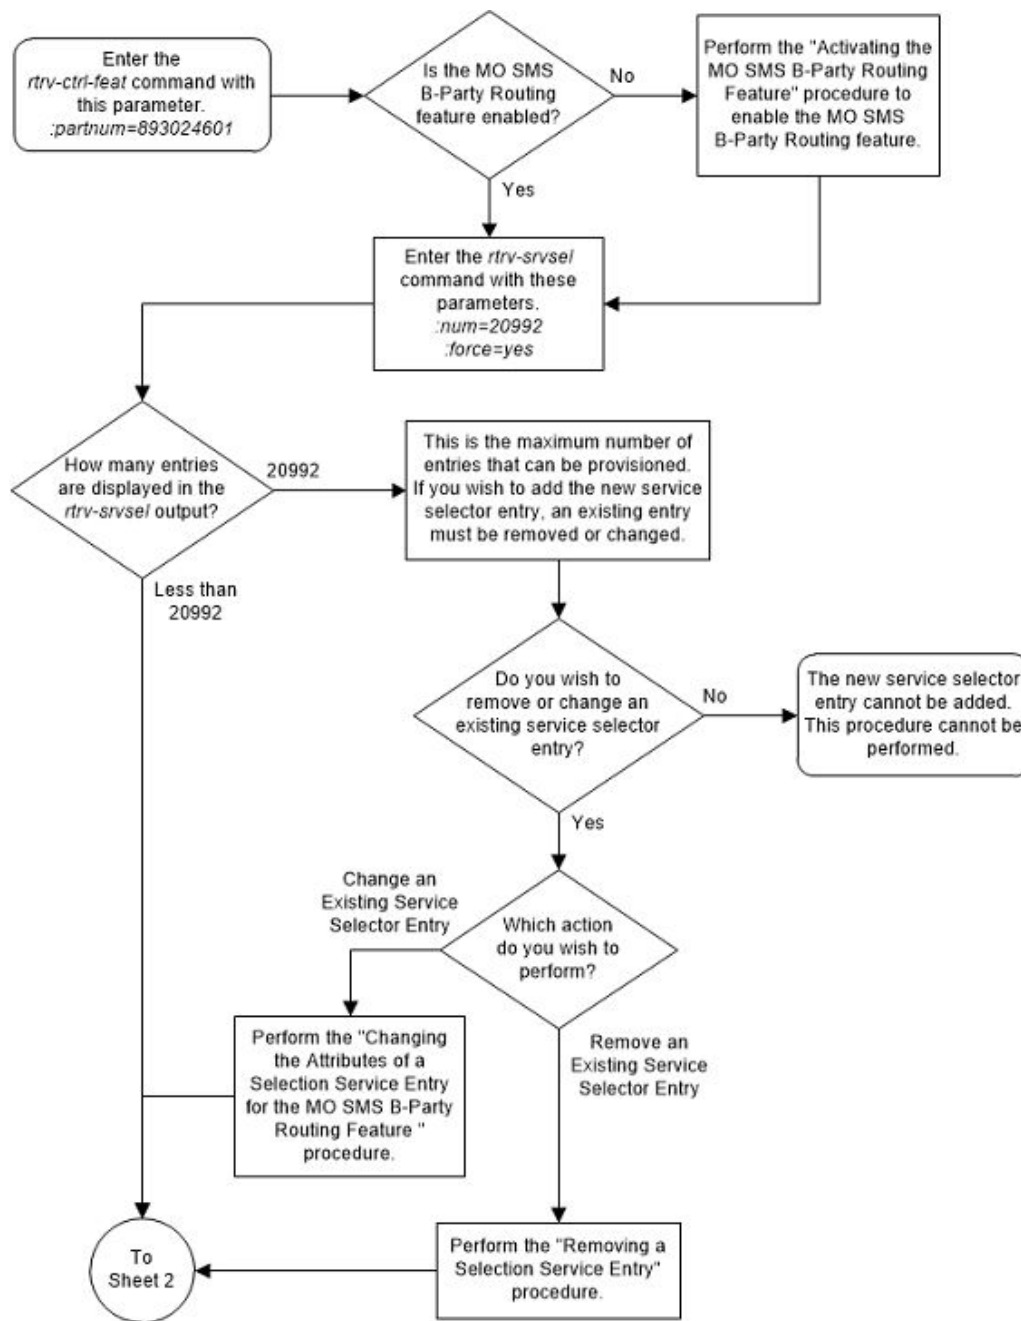 Enter the
rtrv-ctrl-feat command with
this parameter.
:partnum=893024601
Is the MO SMS
B-Party Routing
feature enabled?
No
Perform the "Activating the
MO SMS B-Party Routing
Feature" procedure to
enable the MO SMS
B-Party Routing feature.
Yes
Enter the rtrv-srvsel
command with these
parameters.
:num=20992
:force=yes
How many entries
are displayed in the
rtrv-srvsel output?
20992
This is the maximum number of
entries that can be provisioned.
If you wish to add the new service
selector entry, an existing entry
must be removed or changed.
Less than
20992
Do you wish to
remove or change an
existing service selector
entry?
No
The new service selector
entry cannot be added.
This procedure cannot be
performed.
Yes
Change an
Existing Service
Selector Entry
Which action
do you wish to
perform?
Perform the "Changing
the Attributes of a
Selection Service Entry
for the MO SMS B-Party
Routing Feature "
procedure.
Remove an
Existing Service
Selector Entry
To
Sheet 2
Perform the "Removing a
Selection Service Entry"
procedure.